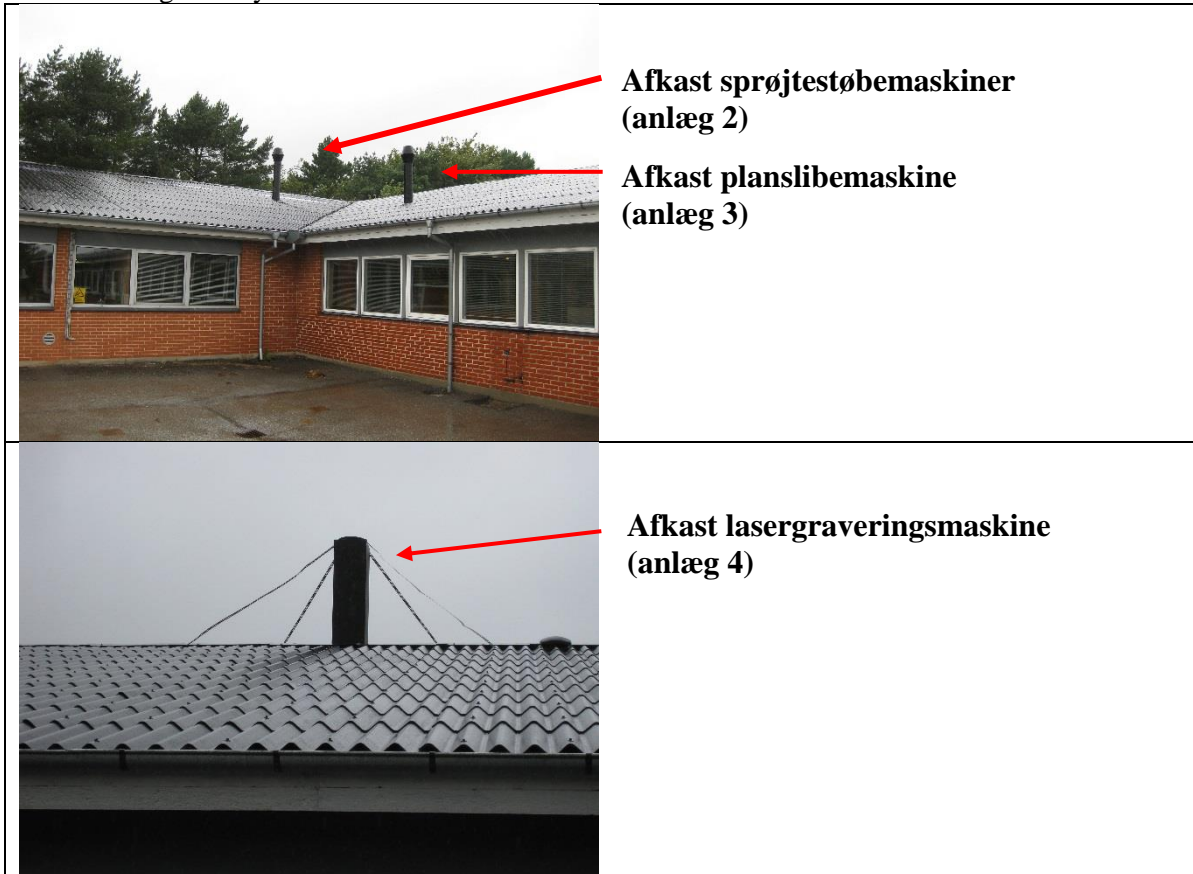 Afkast sprøjtestøbemaskiner
(anlæg 2)
Afkast planslibemaskine
(anlæg 3)
Afkast lasergraveringsmaskine
(anlæg 4)